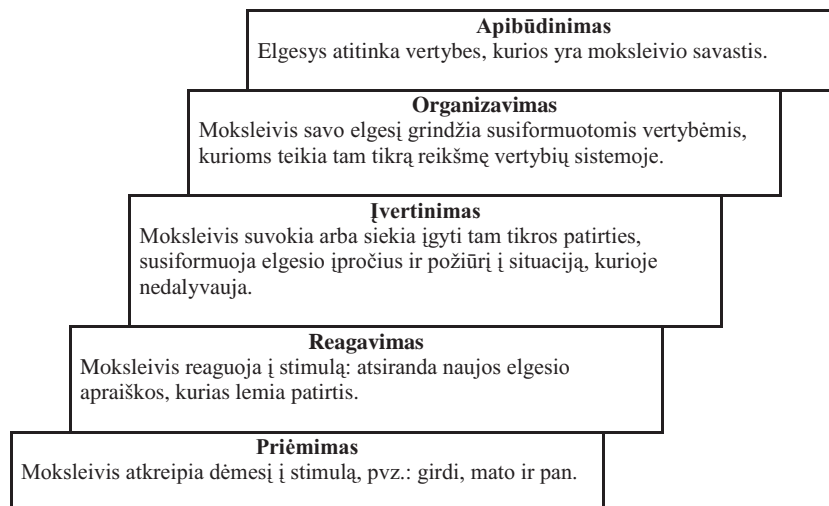 Apibūdinimas
Elgesys atitinka vertybes, kurios yra moksleivio savastis.
Organizavimas
Moksleivis savo elgesį grindžia susiformuotomis vertybėmis,
kurioms teikia tam tikrą reikšmę vertybių sistemoje.
Įvertinimas
Moksleivis suvokia arba siekia įgyti tam tikros patirties,
susiformuoja elgesio įpročius ir požiūrį į situaciją, kurioje
nedalyvauja.
Reagavimas
Moksleivis reaguoja į stimulą: atsiranda naujos elgesio
apraiškos, kurias lemia patirtis.
Priėmimas
Moksleivis atkreipia dėmesį į stimulą, pvz.: girdi, mato ir pan.